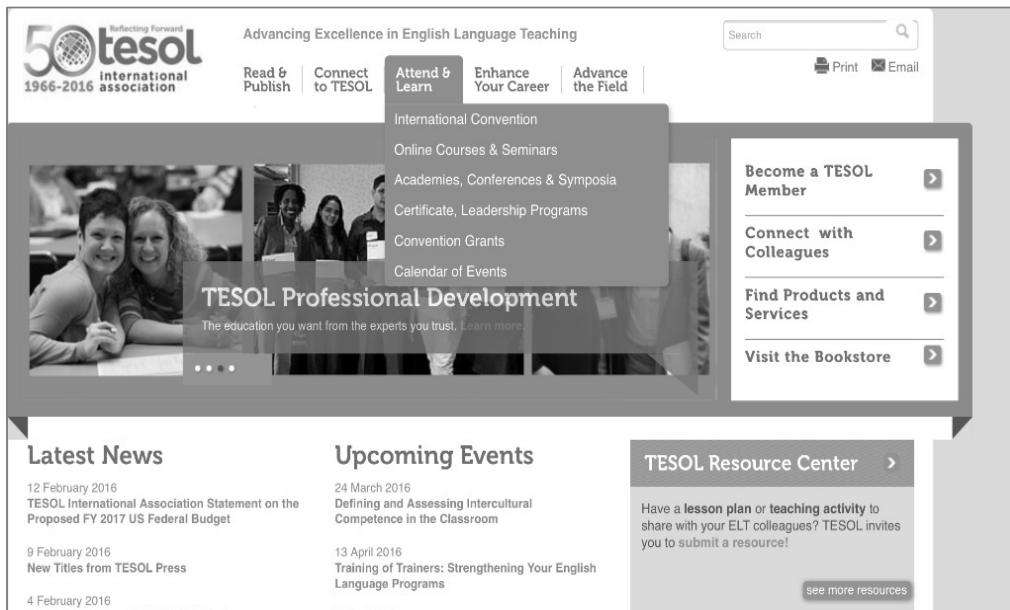 Reflecting Forward
50 tesol
international
1966-2016 association
Advancing Excellence in English Language Teaching
Search
Print Email
Read &
Publish
Connect
to TESOL
Attend &
Learn
Enhance
Your Career
Advance
the Field
International Convention
Online Courses & Seminars
Academies, Conferences & Symposia
Certificate, Leadership Programs
Convention Grants
Calendar of Events
TESOL Professional Development
The education you want from the experts you trust. Learn more.
Become a TESOL
Member
Connect with
Colleagues
Find Products and
Services
Visit the Bookstore
Latest News
12 February 2016
TESOL International Association Statement on the
Proposed FY 2017 US Federal Budget
9 February 2016
New Titles from TESOL Press
4 February 2016
Upcoming Events
24 March 2016
Defining and Assessing Intercultural
Competence in the Classroom
13 April 2016
Training of Trainers: Strengthening Your English
Language Programs
TESOL Resource Center
Have a lesson plan or teaching activity to
share with your ELT colleagues? TESOL invites
you to submit a resource!
see more resources